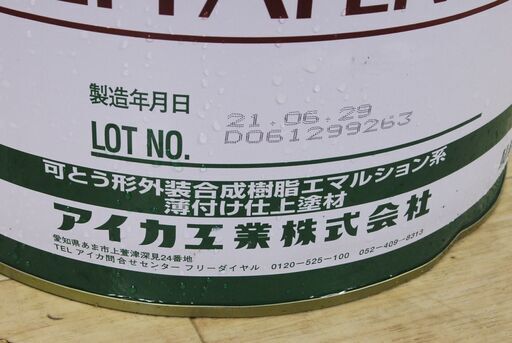 製造年月日 21.06.29
LOT NO. D061299263
可とう形外装合成樹脂エマルション系
薄付け仕上塗材
アイカ工業株式会社
愛知県あま市上萱津深見24番地
TEL アイカ問合せセンター フリーダイヤル 0120-525-100 052-409-8313